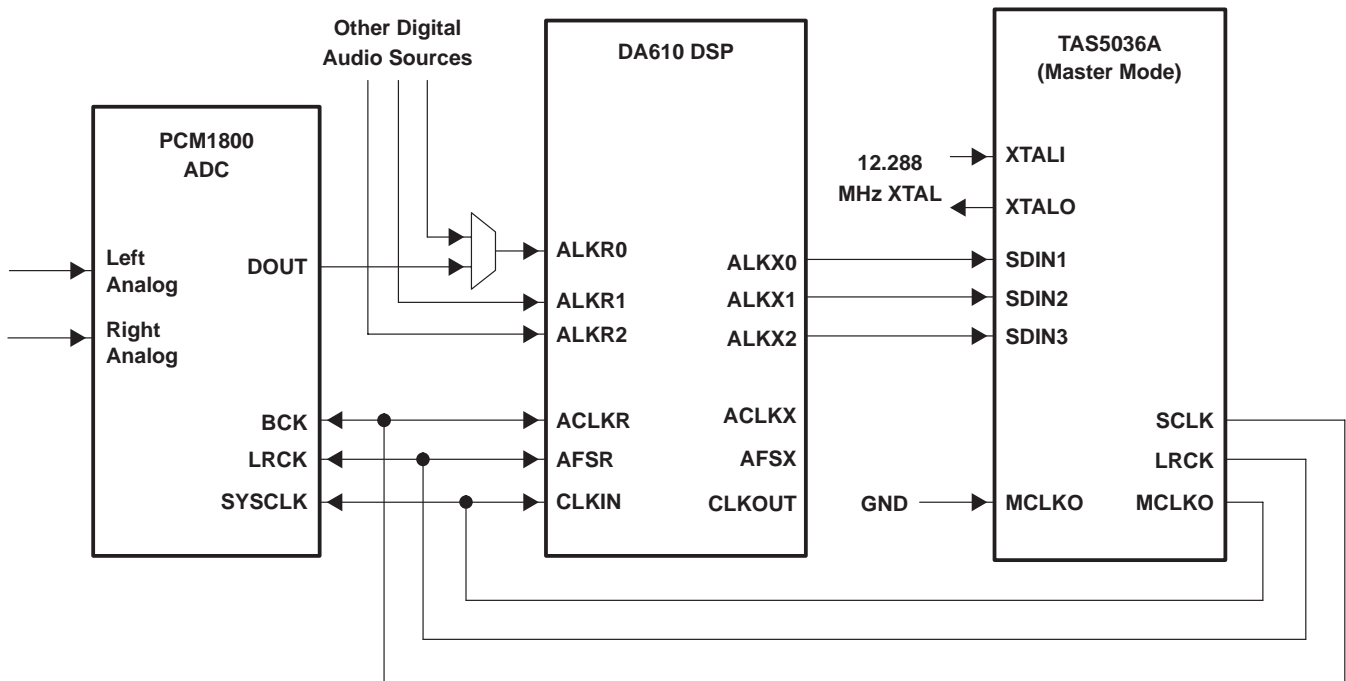 Other Digital
Audio Sources
PCM1800
ADC
Left
Analog
Right
Analog
DOUT
BCK
LRCK
SYSCLK
DA610 DSP
ALKR0
ALKR1
ALKR2
ACLKR
AFSR
CLKIN
ALKX0
ALKX1
ALKX2
ACLKX
AFSX
CLKOUT
12.288
MHz XTAL
GND
TAS5036A
(Master Mode)
XTALI
XTALO
SDIN1
SDIN2
SDIN3
MCLKO
SCLK
LRCK
MCLKO